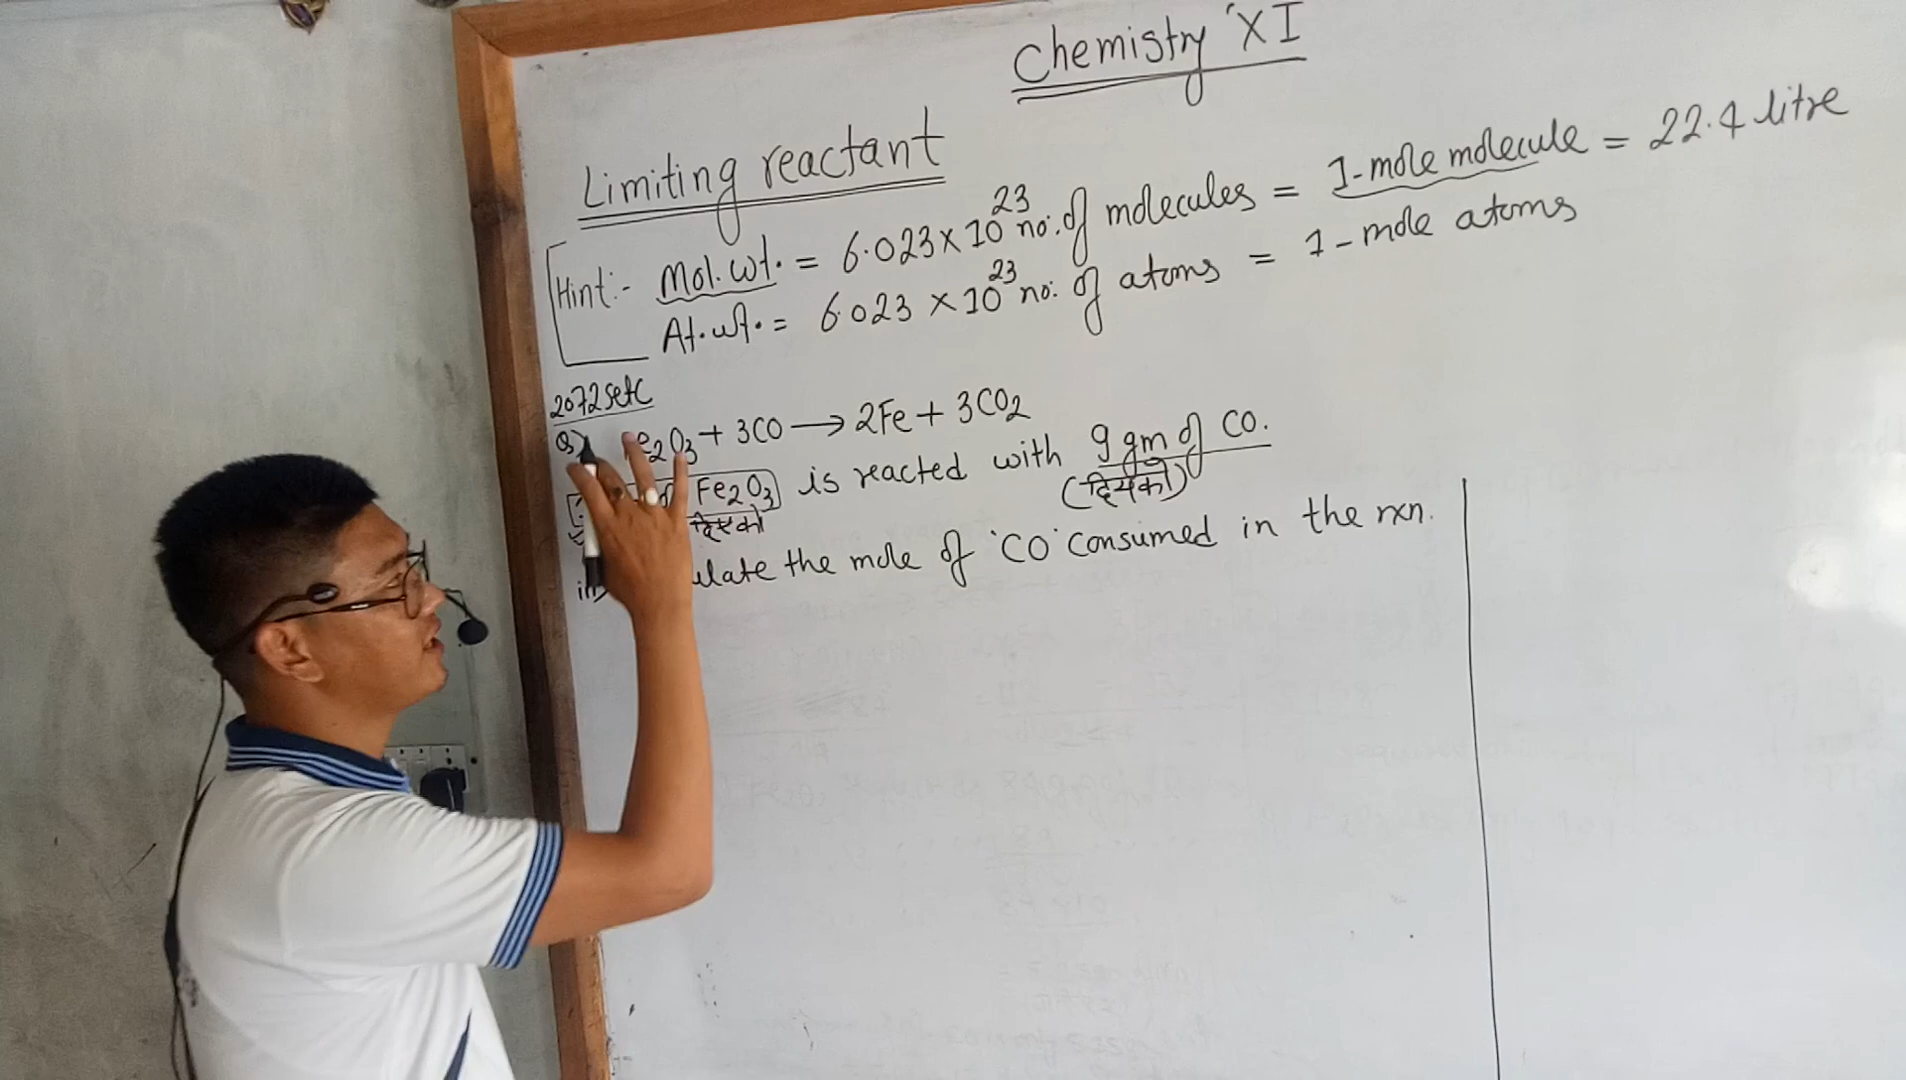 Chemistry XI
Limiting reactant
Hint:- Mol. wt. = 6.023 x 10^23 no. of molecules = 1-mole molecule = 22.4 litre
At. wt. = 6.023 x 10^23 no: of atoms = 1-mole atoms
2072 set C
Q) Fe2O3 + 3CO → 2Fe + 3CO2
Fe2O3 is reacted with 9 gm of CO.
(दिएको)
दिएको
iii) the mole of 'CO' consumed in the rxn.